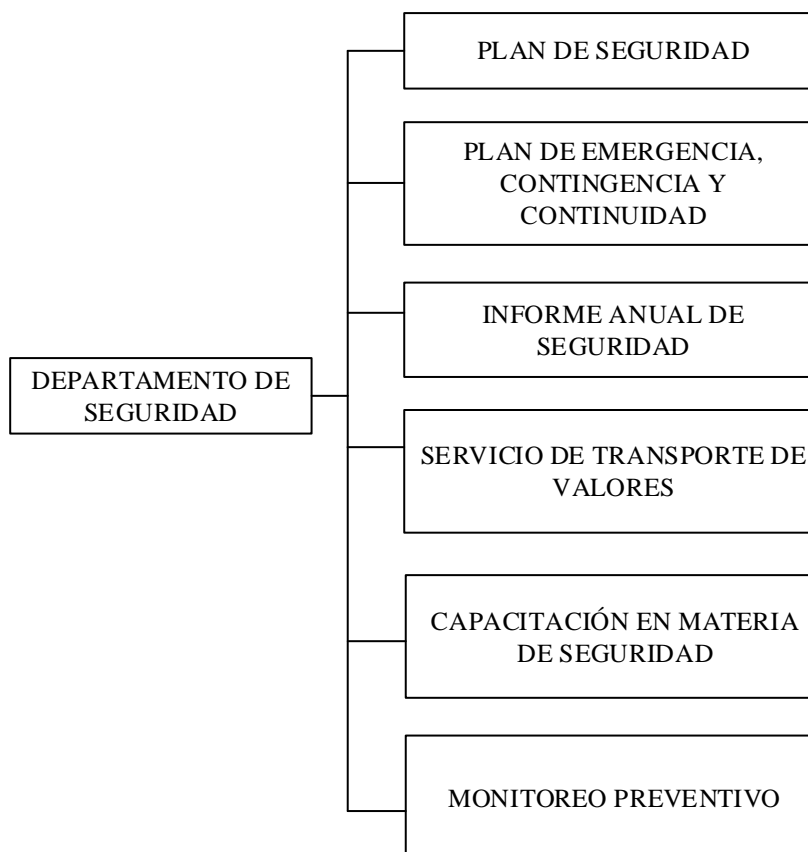 PLAN DE SEGURIDAD
PLAN DE EMERGENCIA,
CONTINGENCIA Y
CONTINUIDAD
INFORME ANUAL DE
SEGURIDAD
DEPARTAMENTO DE
SEGURIDAD
SERVICIO DE TRANSPORTE DE
VALORES
CAPACITACIÓN EN MATERIA
DE SEGURIDAD
MONITOREO PREVENTIVO